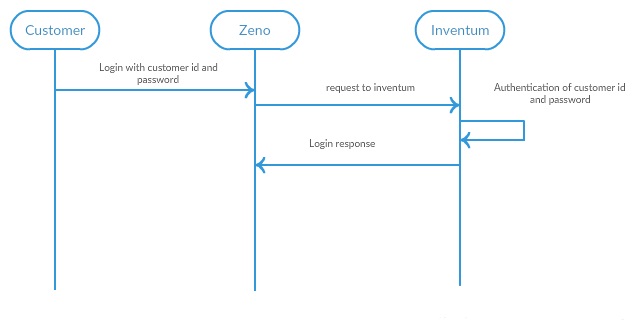 Customer
Zeno
Inventum
Login with customer id and
password
request to inventum
Authentication of customer id
and password
Login response